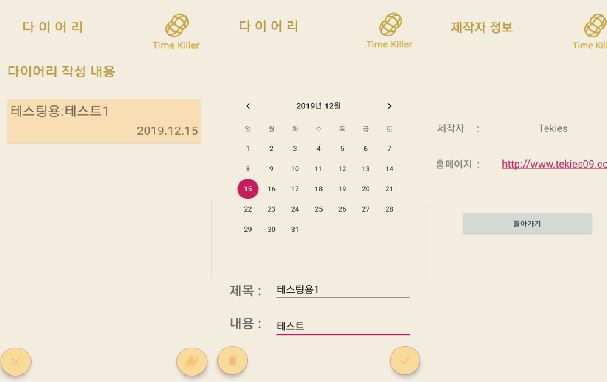 다이어리
Time Killer
다이어리 작성 내용
테스팅용:테스트1
2019.12.15
다이어리
Time Killer
2019년 12월
일 월 화 수 목 금 토
1 2 3 4 5 6 7
8 9 10 11 12 13 14
15 16 17 18 19 20 21
22 23 24 25 26 27 28
29 30 31
제목 : 테스팅용1
내용 : 테스트
제작자 정보
Time Kill
제작자 : Tekies
홈페이지 : http://www.tekies09.co
돌아가기